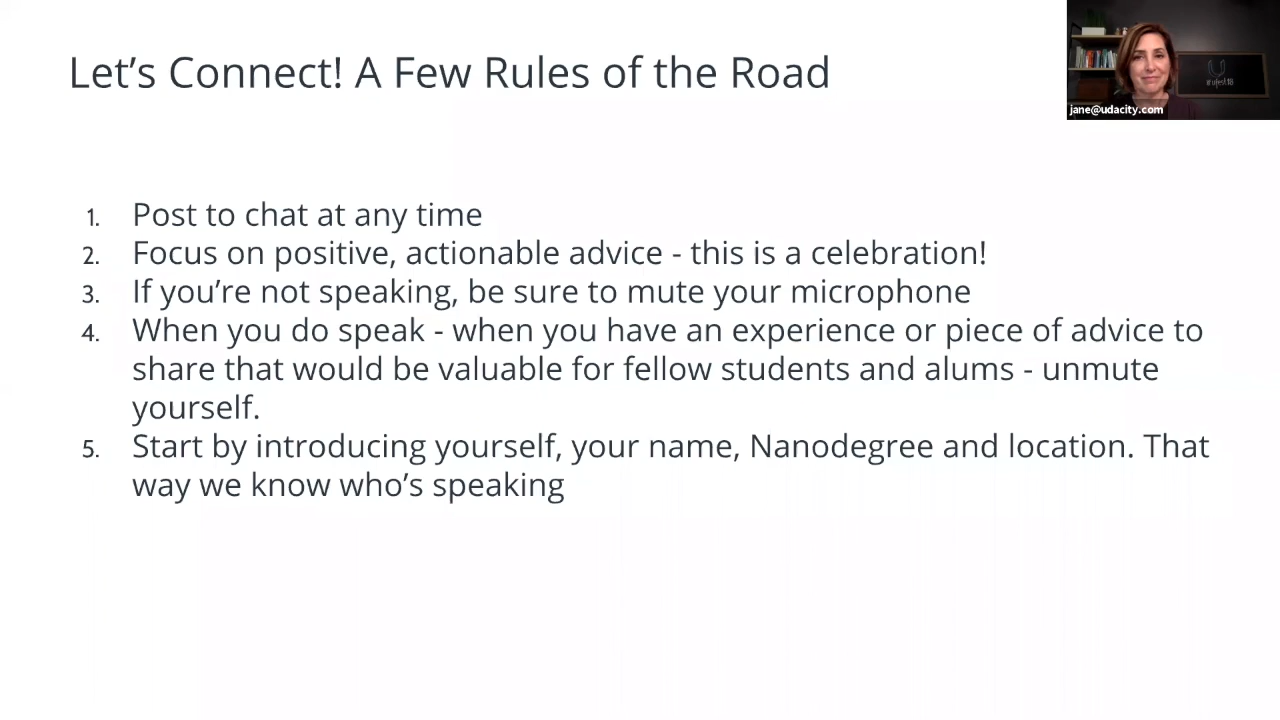 Let's Connect! A Few Rules of the Road
jane@udacity.com
1. Post to chat at any time
2. Focus on positive, actionable advice - this is a celebration!
3. If you're not speaking, be sure to mute your microphone
4. When you do speak - when you have an experience or piece of advice to
share that would be valuable for fellow students and alums - unmute
yourself.
5. Start by introducing yourself, your name, Nanodegree and location. That
way we know who's speaking